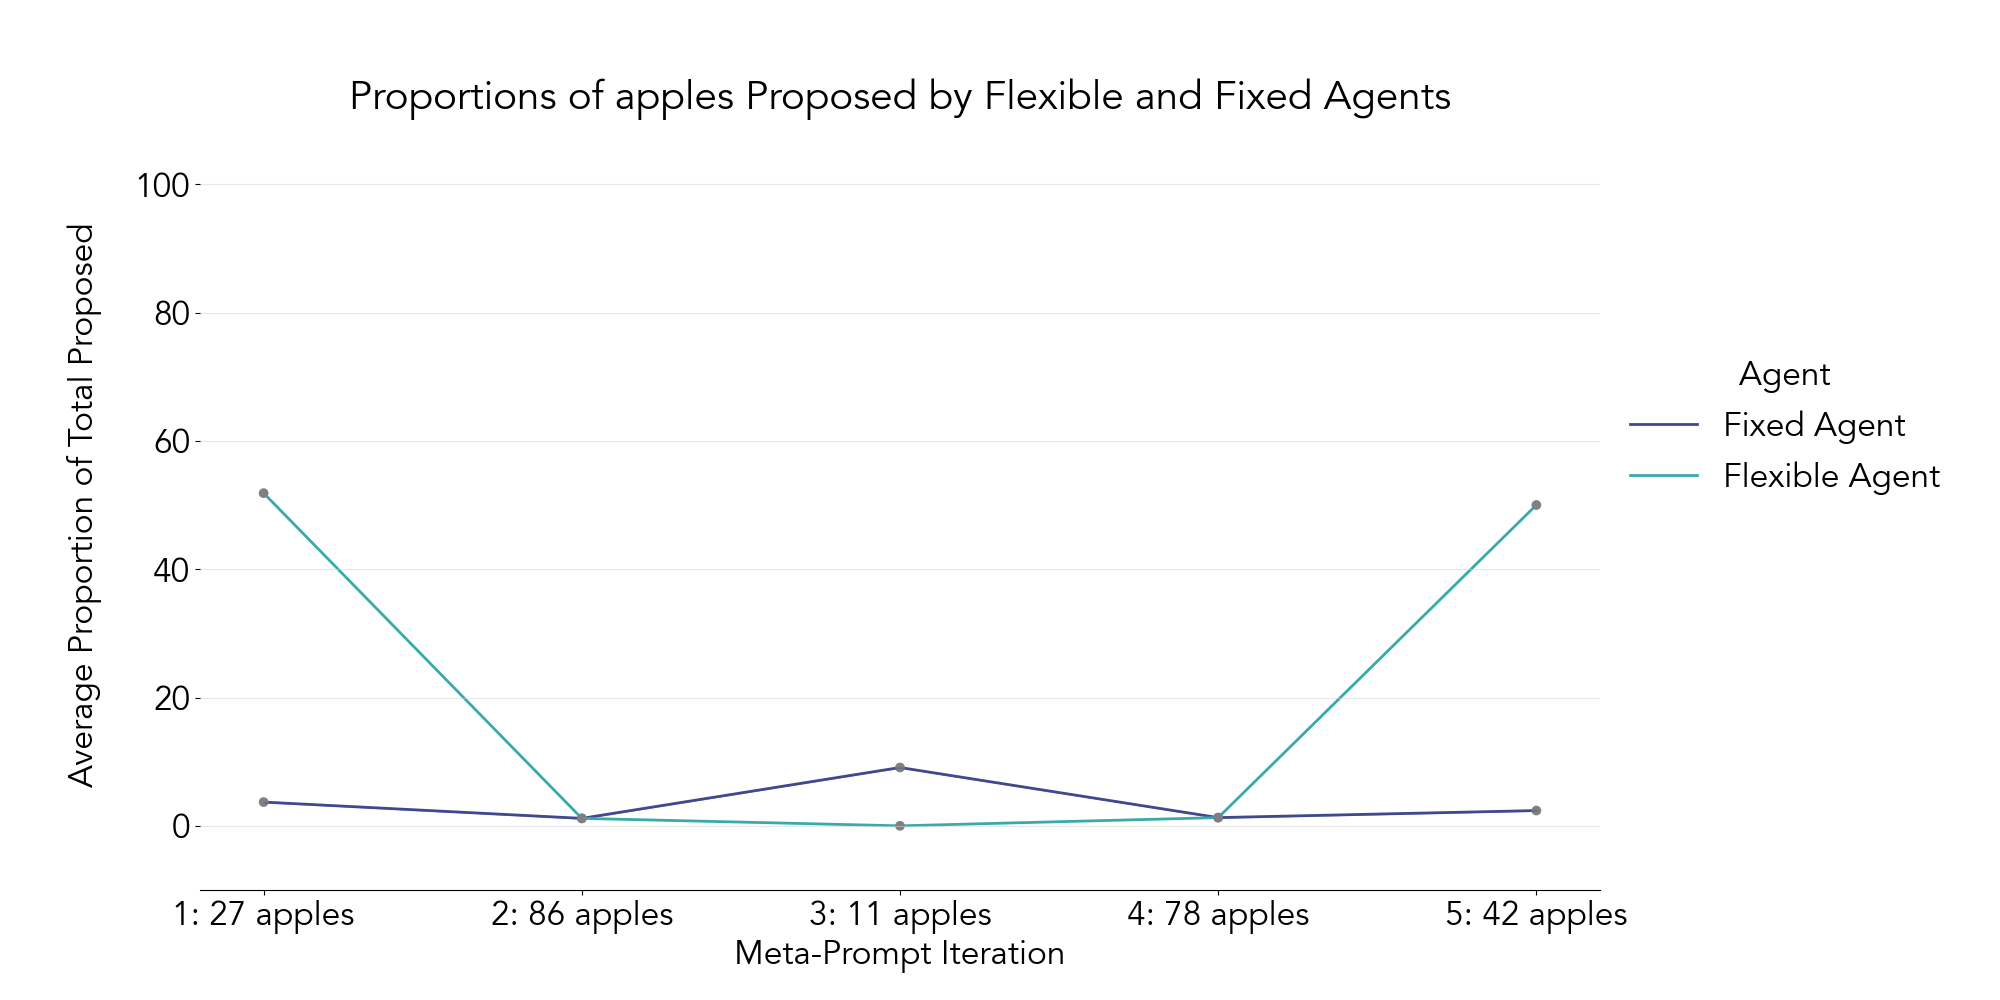 Proportions of apples Proposed by Flexible and Fixed Agents
Average Proportion of Total Proposed
100
80
60
40
20
0
1: 27 apples
2: 86 apples
3: 11 apples
4: 78 apples
5: 42 apples
Meta-Prompt Iteration
Agent
Fixed Agent
Flexible Agent